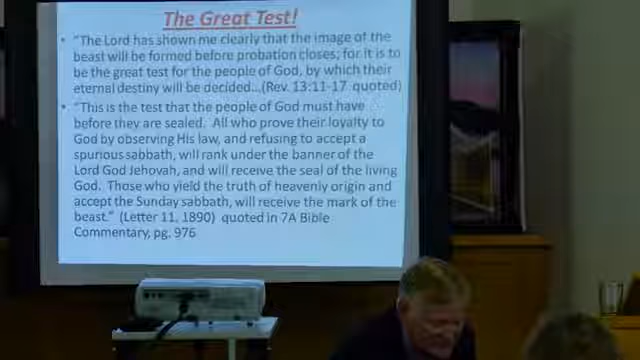 The Great Test!
• "The Lord has shown me clearly that the image of the
beast will be formed before probation closes; for it is to
be the great test for the people of God, by which their
eternal destiny will be decided...(Rev. 13:11-17 quoted)
• "This is the test that the people of God must have
before they are sealed. All who prove their loyalty to
God by observing His law, and refusing to accept a
spurious sabbath, will rank under the banner of the
Lord God Jehovah, and will receive the seal of the living
God. Those who yield the truth of heavenly origin and
accept the Sunday sabbath, will receive the mark of the
beast." (Letter 11, 1890) quoted in 7A Bible
Commentary, pg. 976